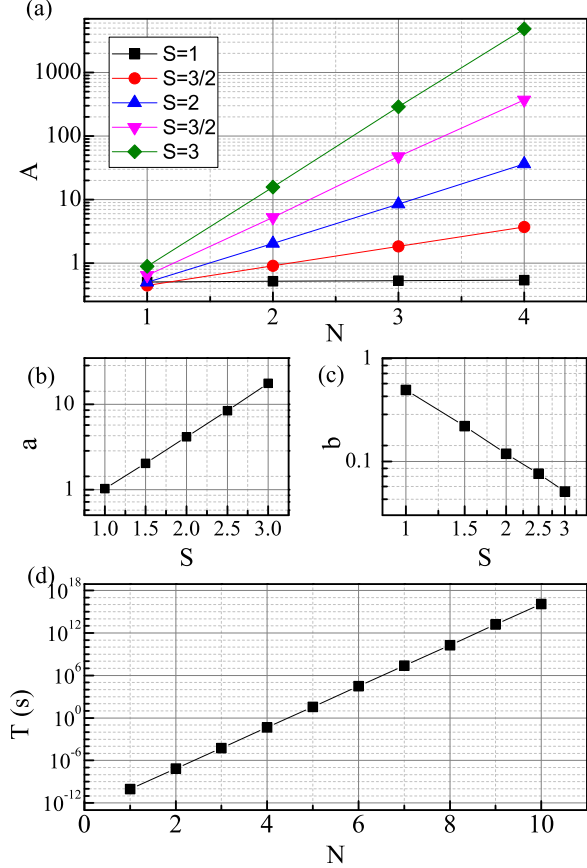 (a)
A
1000
100
10
1
S=1
S=3/2
S=2
S=3/2
S=3
1 2 3 4
N
(b)
a
10
1
1.0 1.5 2.0 2.5 3.0
S
(c)
b
1
0.1
1 1.5 2 2.5 3
S
(d)
T (s)
10^18
10^12
10^6
10^0
10^-6
10^-12
0 2 4 6 8 10
N